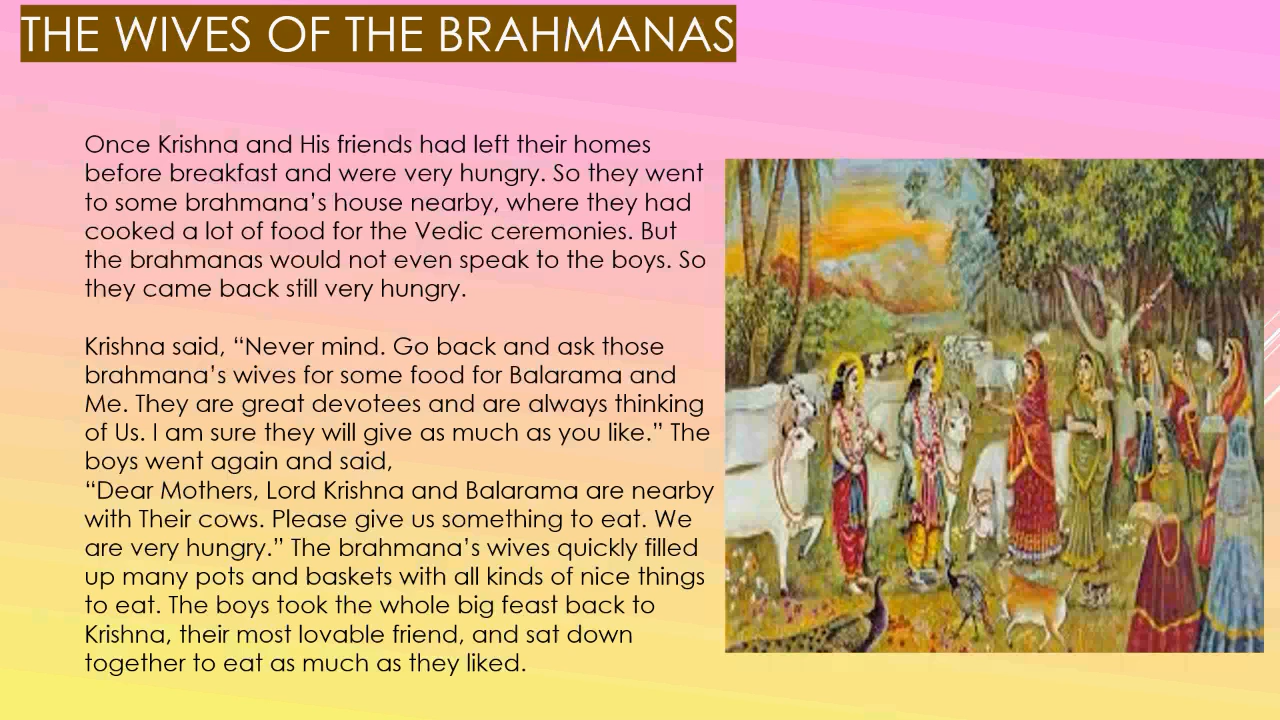 THE WIVES OF THE BRAHMANAS
Once Krishna and His friends had left their homes
before breakfast and were very hungry. So they went
to some brahmana’s house nearby, where they had
cooked a lot of food for the Vedic ceremonies. But
the brahmanas would not even speak to the boys. So
they came back still very hungry.
Krishna said, “Never mind. Go back and ask those
brahmana’s wives for some food for Balarama and
Me. They are great devotees and are always thinking
of Us. I am sure they will give as much as you like.” The
boys went again and said,
“Dear Mothers, Lord Krishna and Balarama are nearby
with Their cows. Please give us something to eat. We
are very hungry.” The brahmana’s wives quickly filled
up many pots and baskets with all kinds of nice things
to eat. The boys took the whole big feast back to
Krishna, their most lovable friend, and sat down
together to eat as much as they liked.